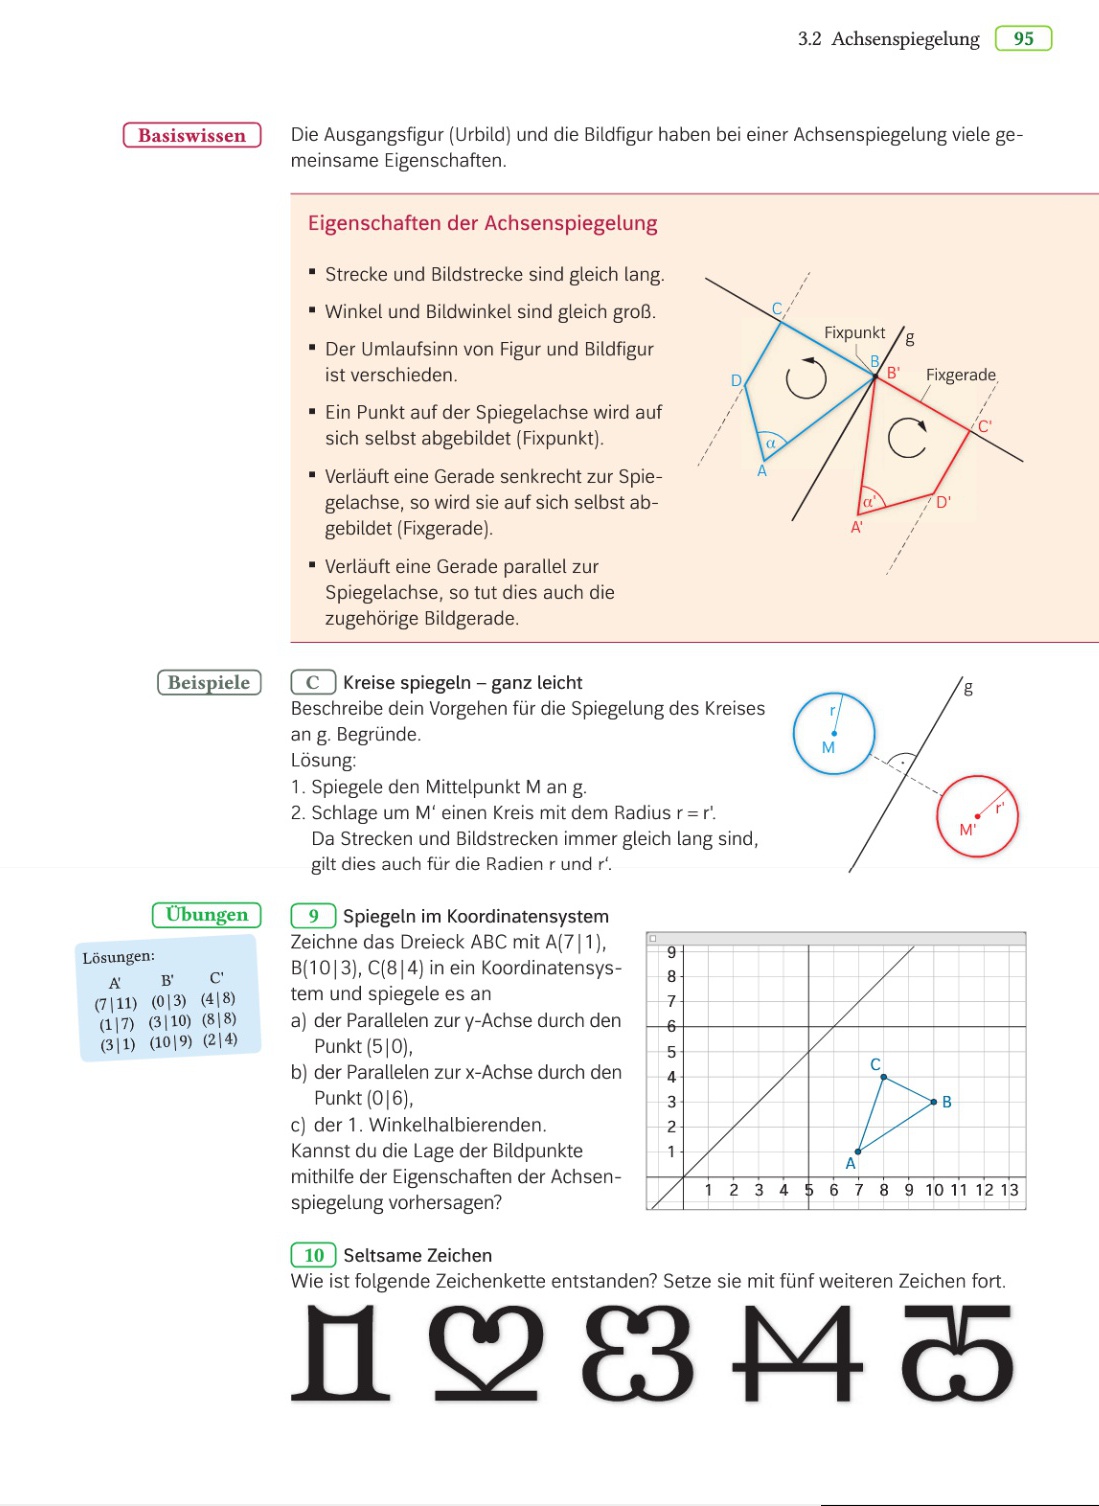 3.2 Achsenspiegelung 95
Basiswissen
Die Ausgangsfigur (Urbild) und die Bildfigur haben bei einer Achsenspiegelung viele ge-
meinsame Eigenschaften.
Eigenschaften der Achsenspiegelung
▪ Strecke und Bildstrecke sind gleich lang.
▪ Winkel und Bildwinkel sind gleich groß.
▪ Der Umlaufsinn von Figur und Bildfigur
ist verschieden.
▪ Ein Punkt auf der Spiegelachse wird auf
sich selbst abgebildet (Fixpunkt).
▪ Verläuft eine Gerade senkrecht zur Spie-
gelachse, so wird sie auf sich selbst ab-
gebildet (Fixgerade).
▪ Verläuft eine Gerade parallel zur
Spiegelachse, so tut dies auch die
zugehörige Bildgerade.
C
Fixpunkt
g
B
B'
Fixgerade
D
C'
α
A
α'
D'
A'
Beispiele
C Kreise spiegeln – ganz leicht
Beschreibe dein Vorgehen für die Spiegelung des Kreises
an g. Begründe.
Lösung:
1. Spiegele den Mittelpunkt M an g.
2. Schlage um M‘ einen Kreis mit dem Radius r = r'.
Da Strecken und Bildstrecken immer gleich lang sind,
gilt dies auch für die Radien r und r‘.
g
r
M
r'
M'
Übungen
Lösungen:
A' B' C'
(7|11) (0|3) (4|8)
(1|7) (3|10) (8|8)
(3|1) (10|9) (2|4)
9 Spiegeln im Koordinatensystem
Zeichne das Dreieck ABC mit A(7|1),
B(10|3), C(8|4) in ein Koordinatensys-
tem und spiegele es an
a) der Parallelen zur y-Achse durch den
Punkt (5|0),
b) der Parallelen zur x-Achse durch den
Punkt (0|6),
c) der 1. Winkelhalbierenden.
Kannst du die Lage der Bildpunkte
mithilfe der Eigenschaften der Achsen-
spiegelung vorhersagen?
9
8
7
6
5
4
3
2
1
C
B
A
1 2 3 4 5 6 7 8 9 10 11 12 13
10 Seltsame Zeichen
Wie ist folgende Zeichenkette entstanden? Setze sie mit fünf weiteren Zeichen fort.